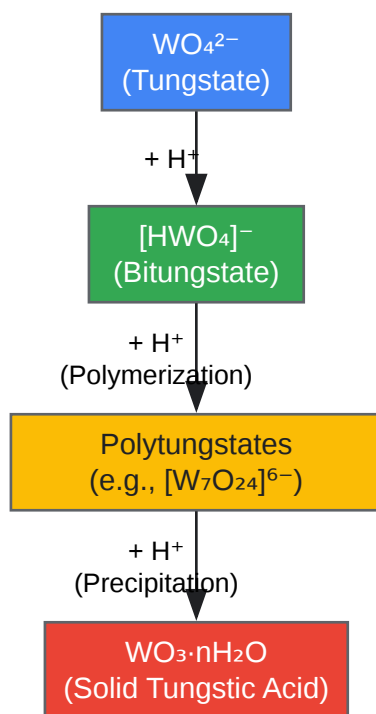 WO₄²⁻
(Tungstate)
+ H⁺
[HWO₄]⁻
(Bitungstate)
+ H⁺
(Polymerization)
Polytungstates
(e.g., [W₇O₂₄]⁶⁻)
+ H⁺
(Precipitation)
WO₃·nH₂O
(Solid Tungstic Acid)